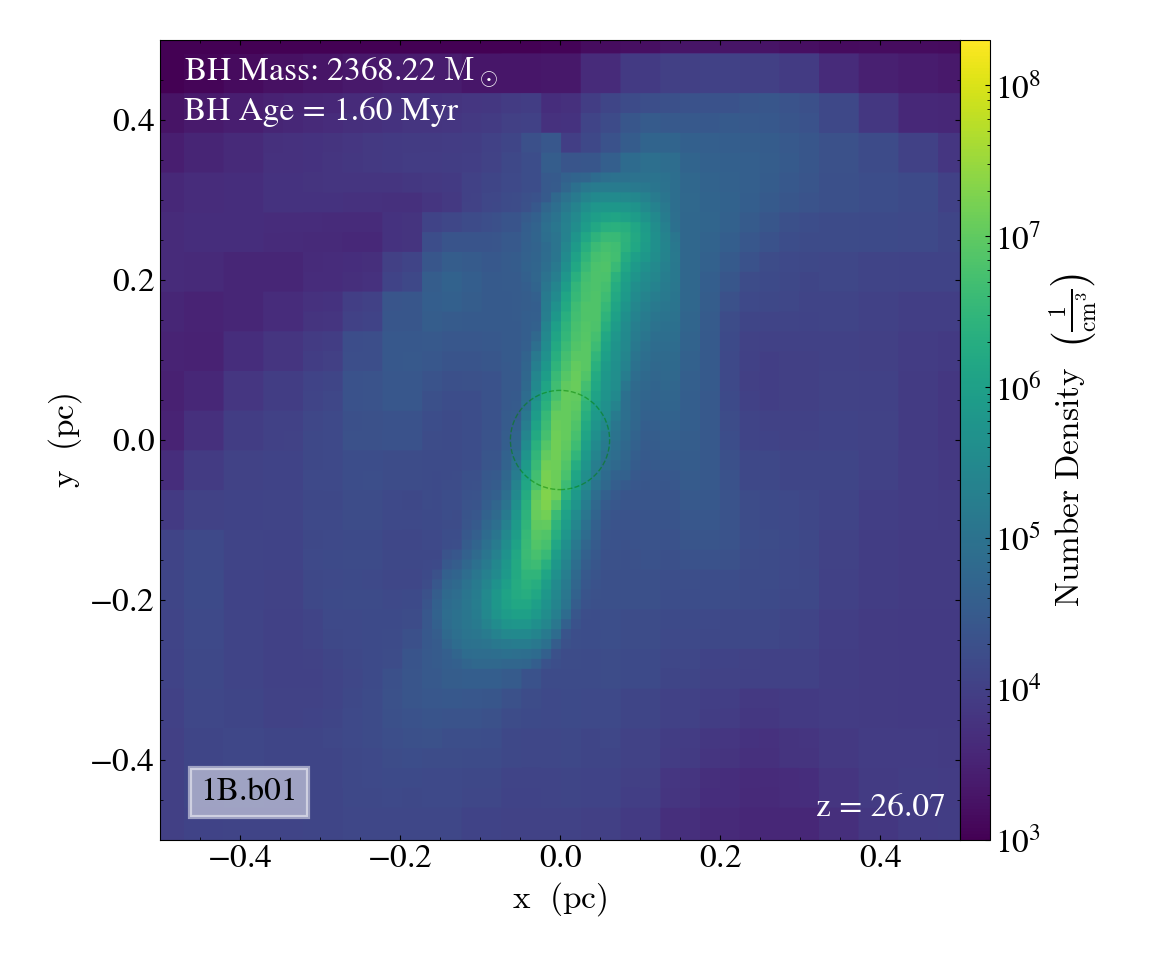 BH Mass: 2368.22 M⊙
BH Age = 1.60 Myr
0.4
0.2
0.0
−0.2
−0.4
y (pc)
1B.b01
z = 26.07
−0.4 −0.2 0.0 0.2 0.4
x (pc)
10⁸
10⁷
10⁶
10⁵
10⁴
10³
Number Density (1/cm³)